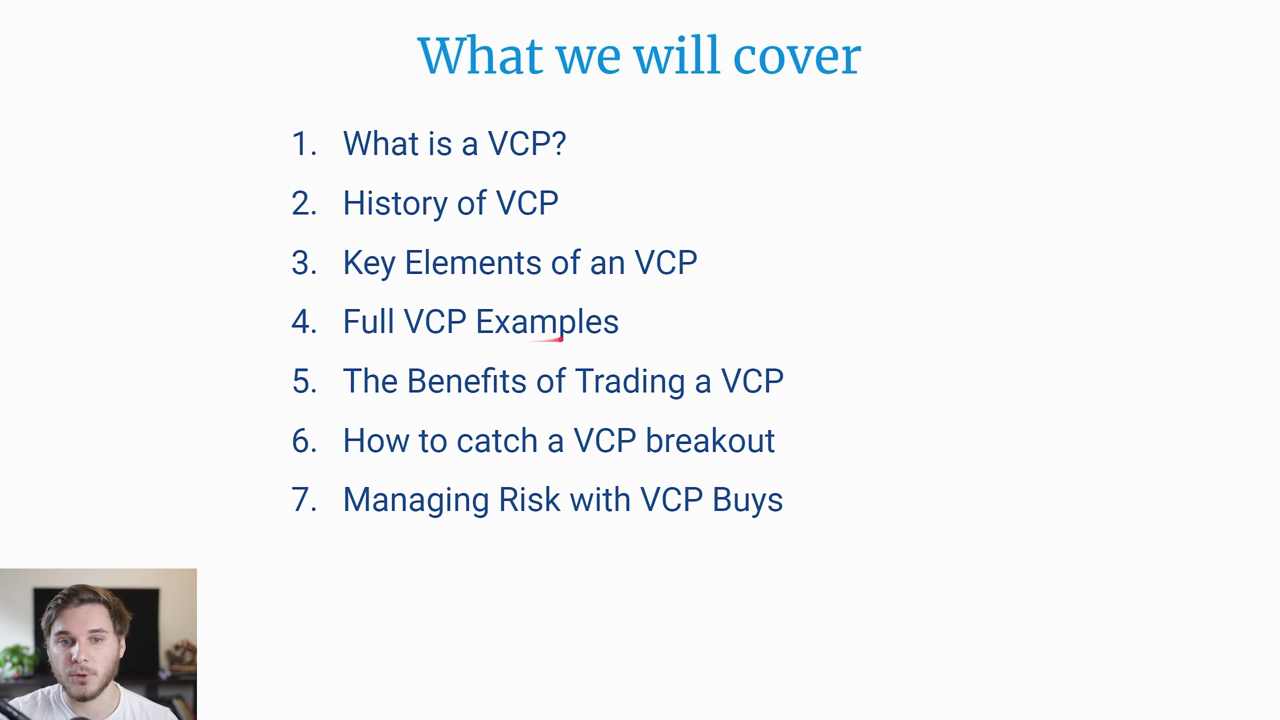 What we will cover
1. What is a VCP?
2. History of VCP
3. Key Elements of an VCP
4. Full VCP Examples
5. The Benefits of Trading a VCP
6. How to catch a VCP breakout
7. Managing Risk with VCP Buys